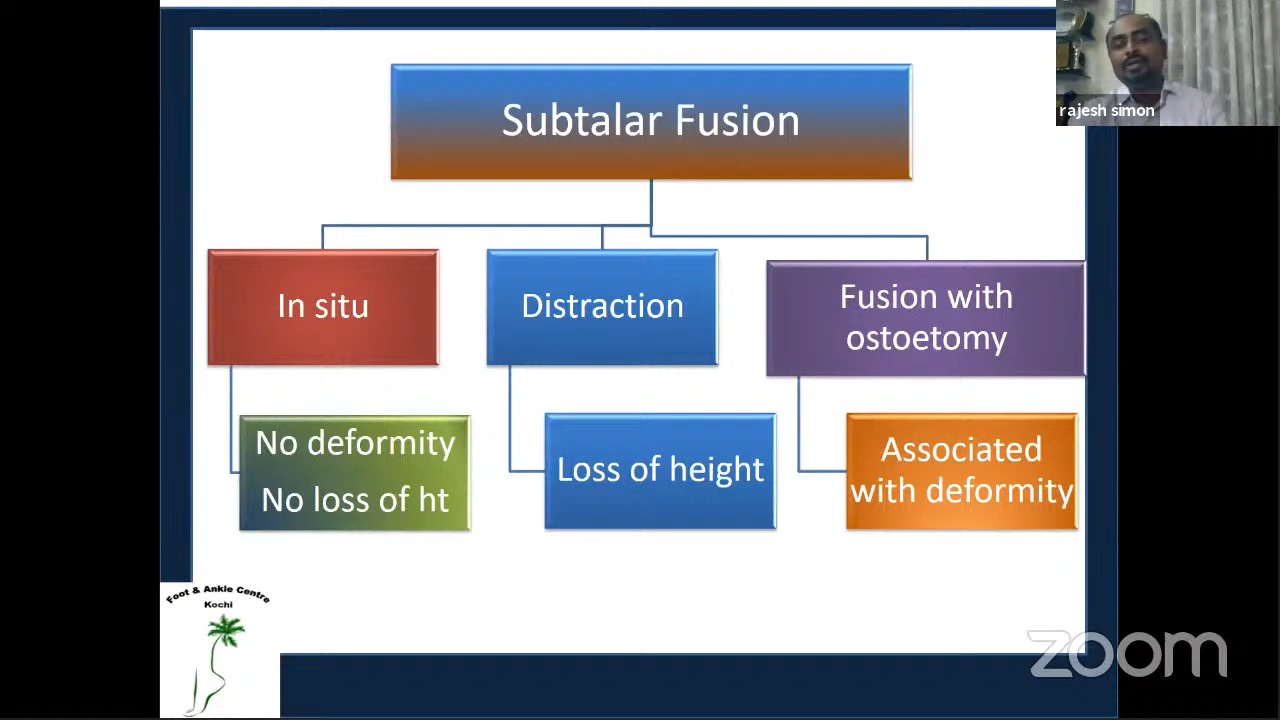 rajesh simon
Subtalar Fusion
In situ
Distraction
Fusion with
ostoetomy
No deformity
No loss of ht
Loss of height
Associated
with deformity
Foot & Ankle Centre
Kochi
zoom